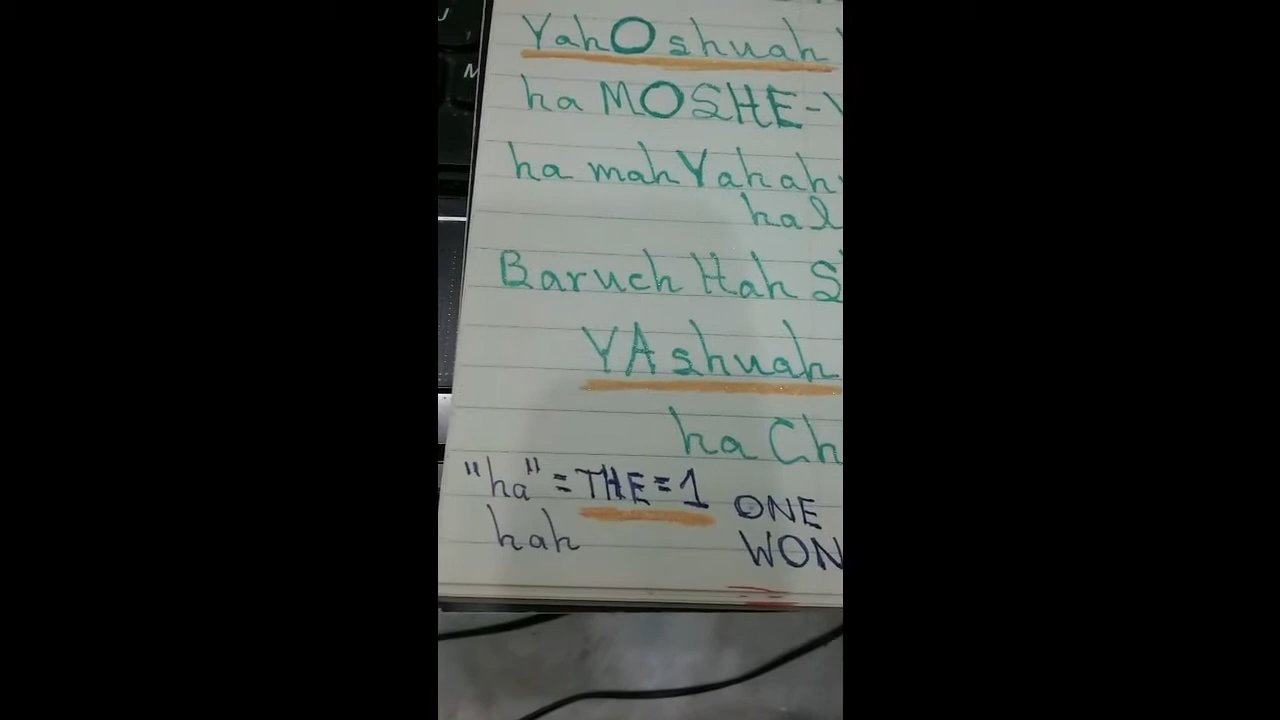 YahOshuah
ha MOSHE-
ha mahYahah
hal
Baruch Hah S
YAshuah
ha Ch
"ha" = THE = 1 ONE
hah WON